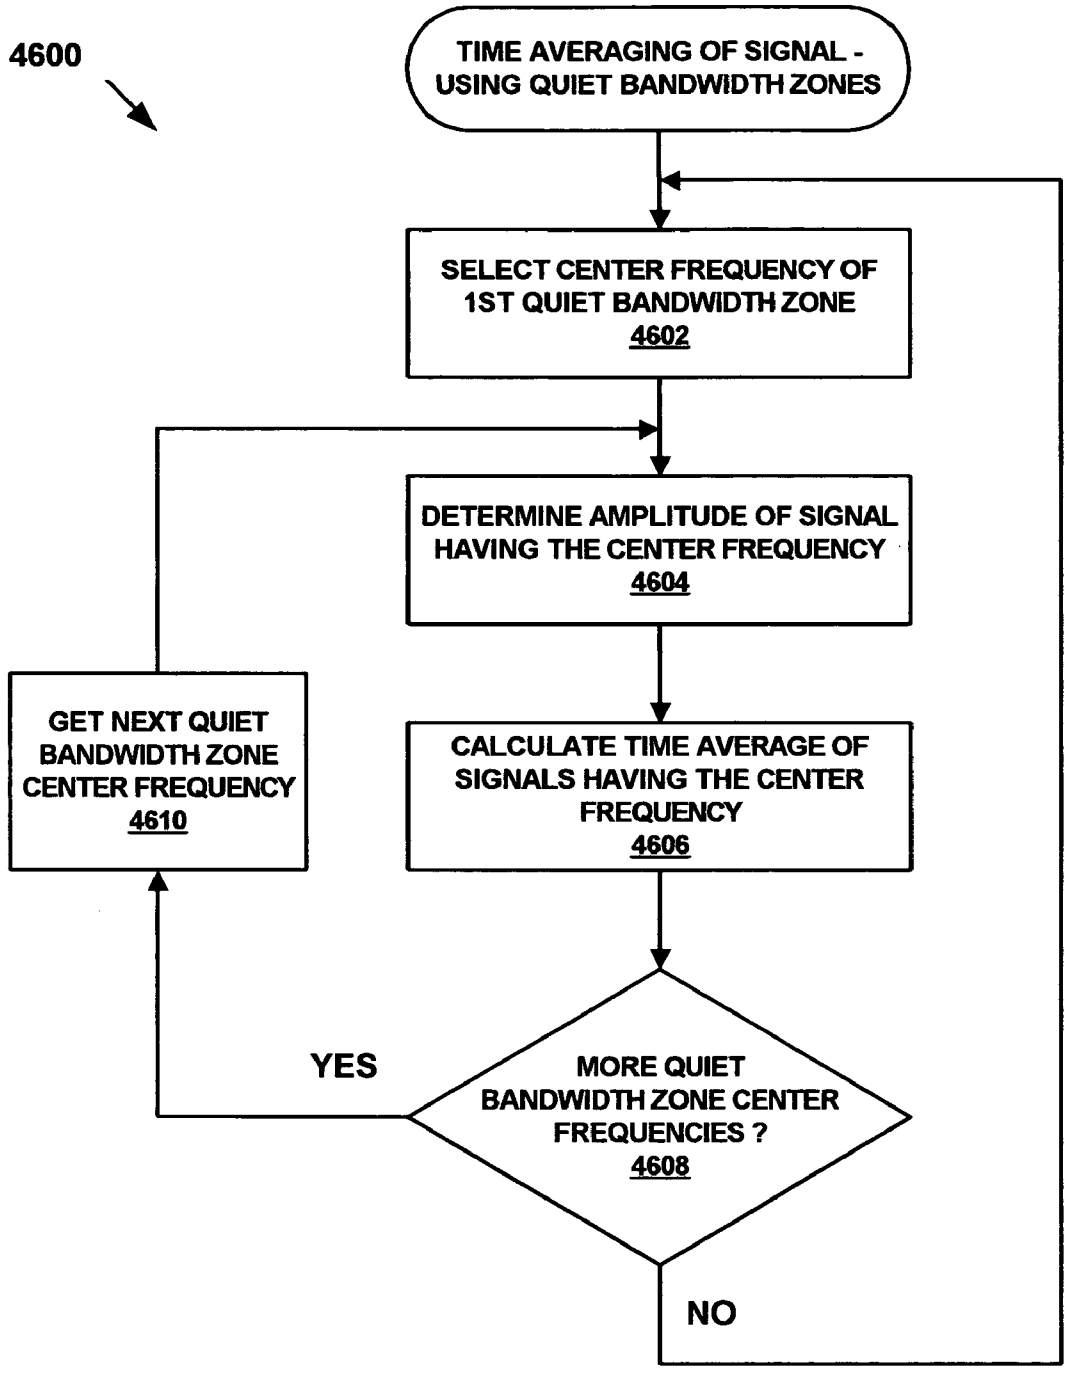 4600
TIME AVERAGING OF SIGNAL -
USING QUIET BANDWIDTH ZONES
SELECT CENTER FREQUENCY OF
1ST QUIET BANDWIDTH ZONE
4602
DETERMINE AMPLITUDE OF SIGNAL
HAVING THE CENTER FREQUENCY
4604
GET NEXT QUIET
BANDWIDTH ZONE
CENTER FREQUENCY
4610
CALCULATE TIME AVERAGE OF
SIGNALS HAVING THE CENTER
FREQUENCY
4606
YES
MORE QUIET
BANDWIDTH ZONE CENTER
FREQUENCIES ?
4608
NO